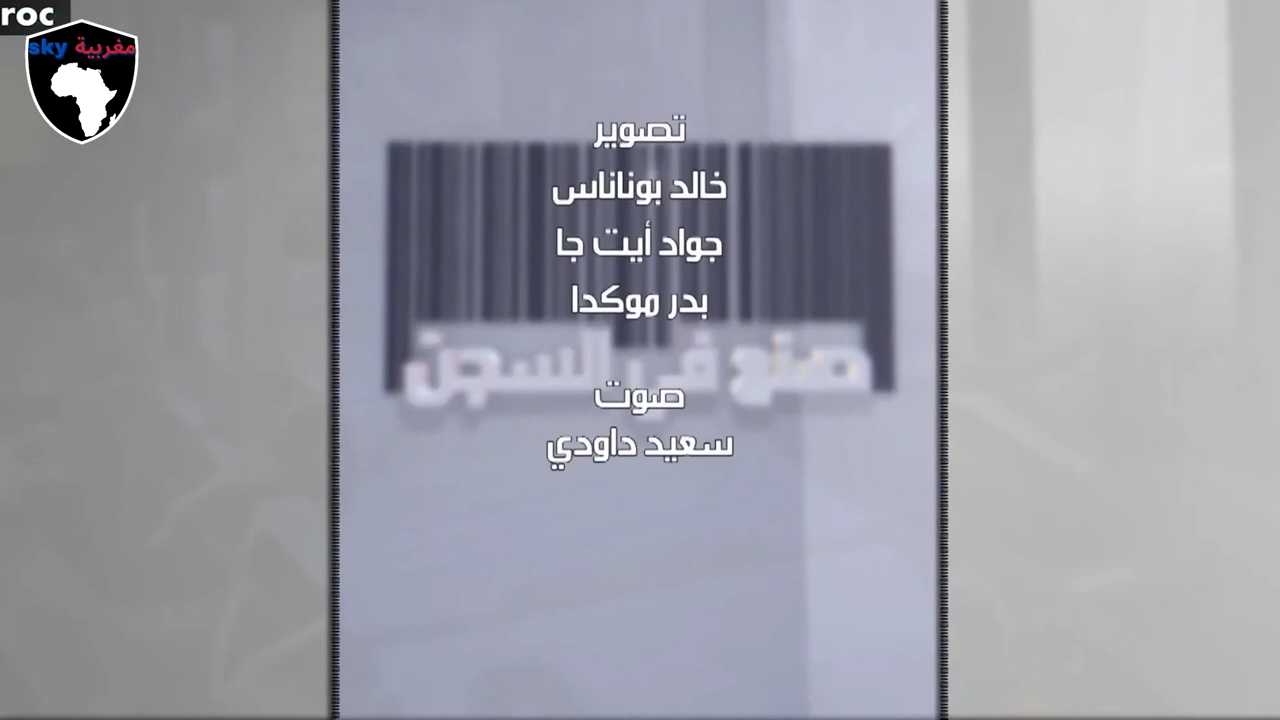 roc
sky مغربية
تصوير
خالد بوناناس
جواد أيت جا
بدر موكدا
صنع في السجن
صوت
سعيد داودي